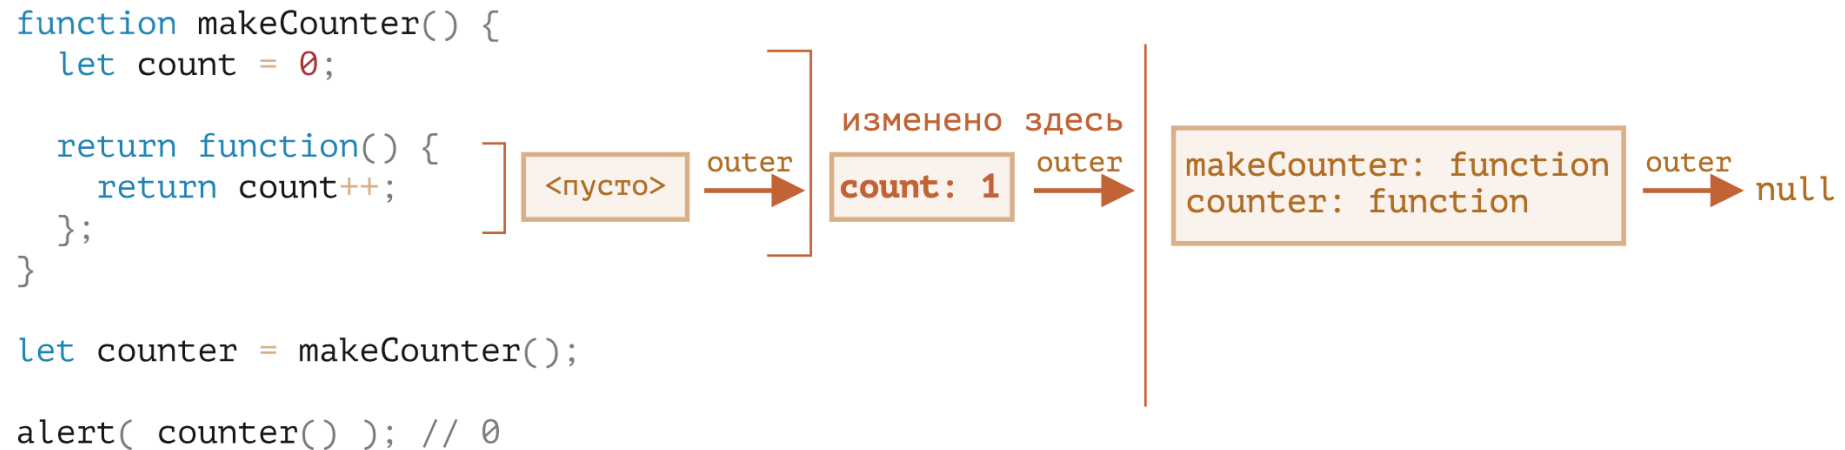 function makeCounter() {
let count = 0;
return function() {
return count++;
};
}
let counter = makeCounter();
alert( counter() ); // 0
<пусто>
outer
изменено здесь
count: 1
outer
makeCounter: function
counter: function
outer
null